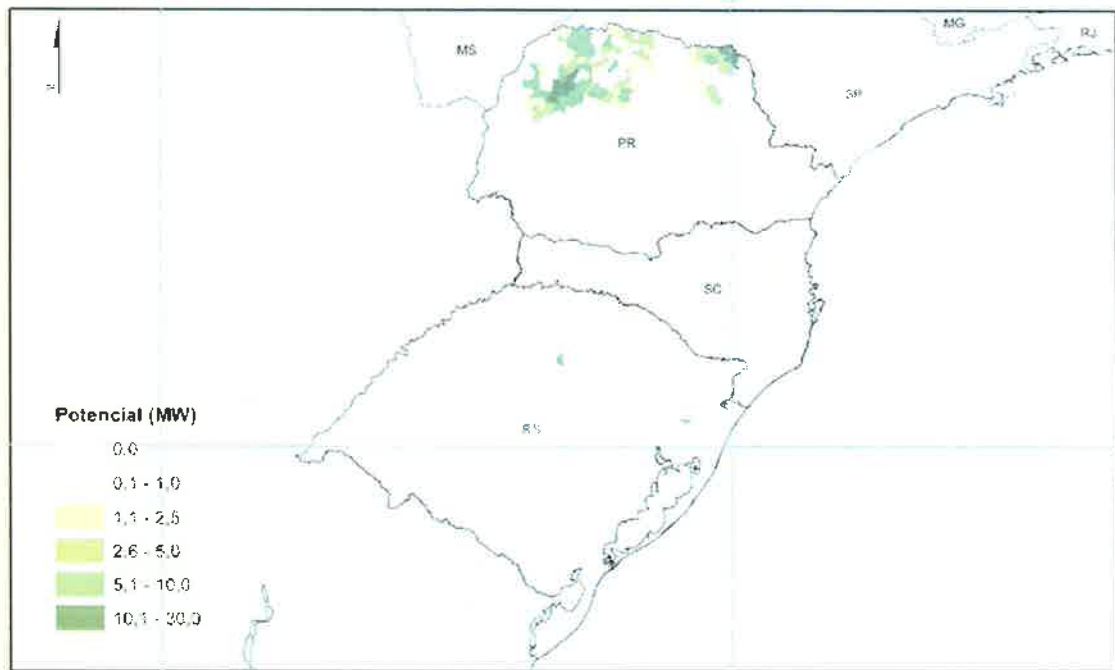 MS
MG
RJ
SP
PR
SC
RS
Potencial (MW)
0,0
0,1 - 1,0
1,1 - 2,5
2,6 - 5,0
5,1 - 10,0
10,1 - 30,0